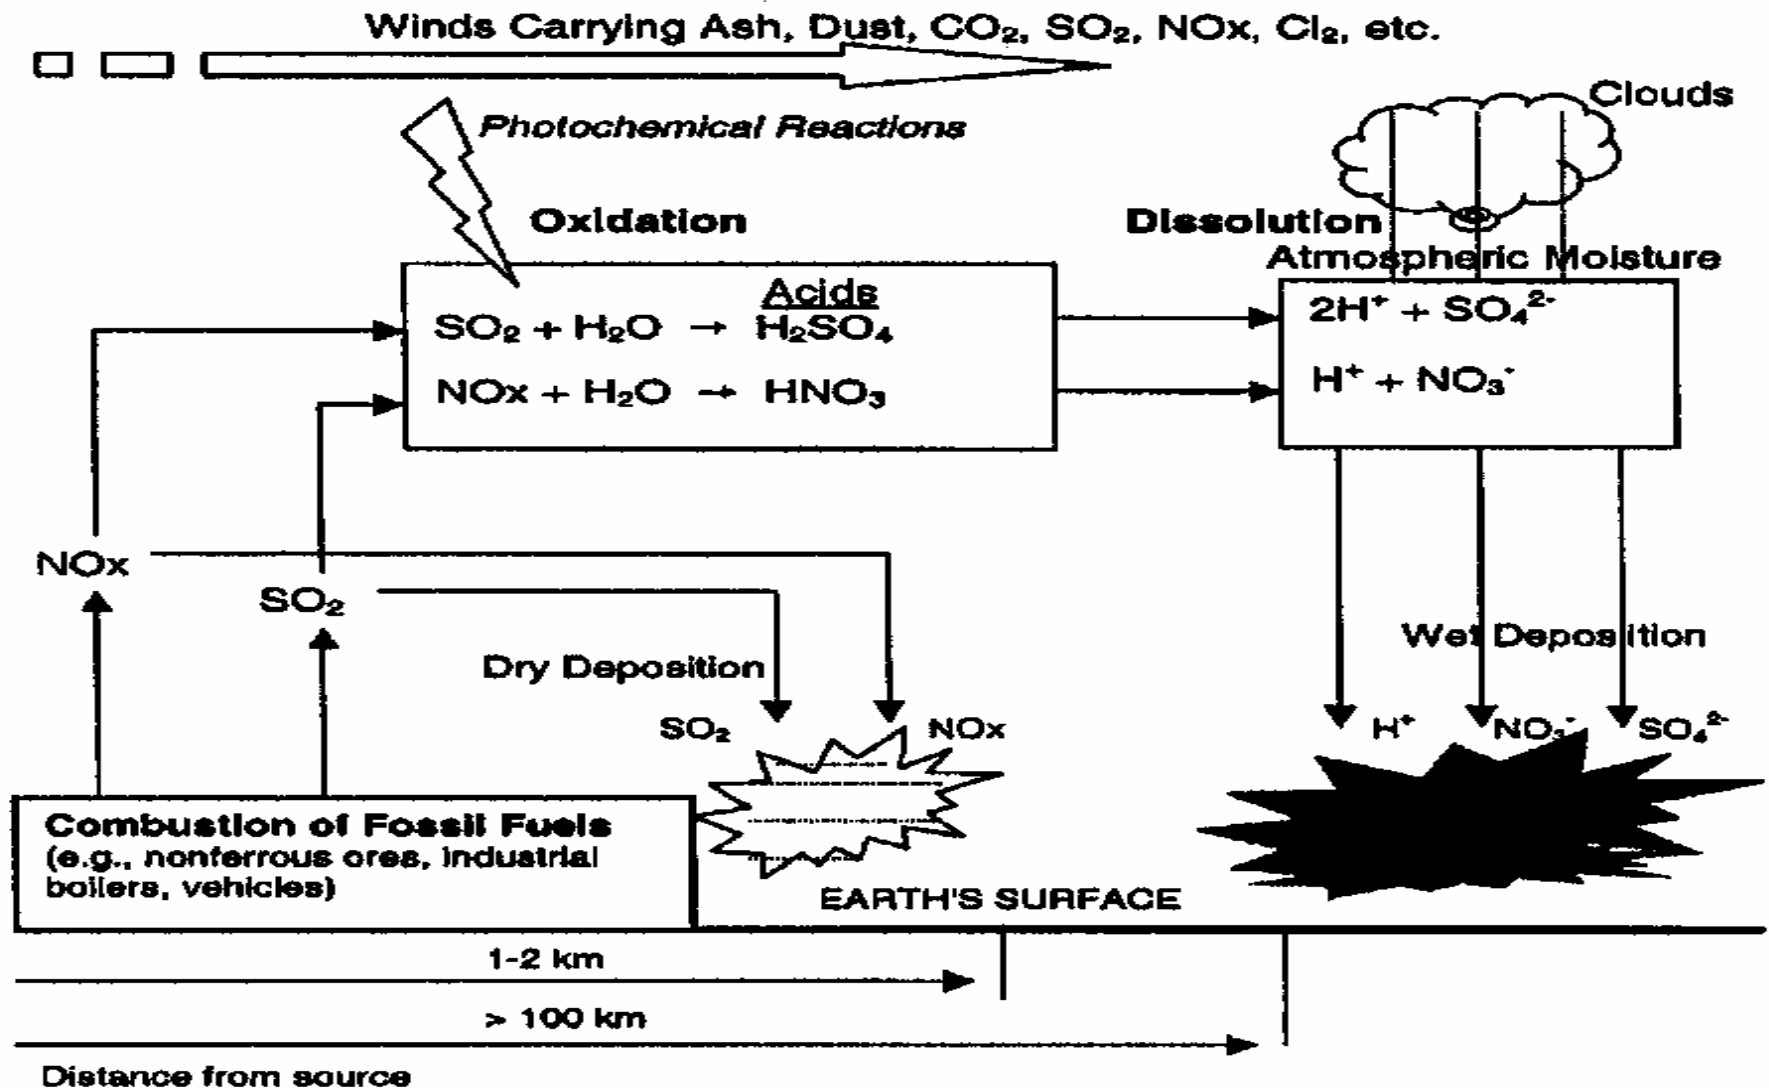 Winds Carrying Ash, Dust, CO₂, SO₂, NOx, Cl₂, etc.
Clouds
Photochemical Reactions
Oxidation
Dissolution
Atmospheric Moisture
Acids
SO₂ + H₂O → H₂SO₄
NOx + H₂O → HNO₃
2H⁺ + SO₄²⁻
H⁺ + NO₃⁻
NOx
SO₂
Dry Deposition
Wet Deposition
SO₂
NOx
H⁺
NO₃⁻
SO₄²⁻
Combustion of Fossil Fuels
(e.g., nonferrous ores, industrial
boilers, vehicles)
EARTH'S SURFACE
1-2 km
> 100 km
Distance from source